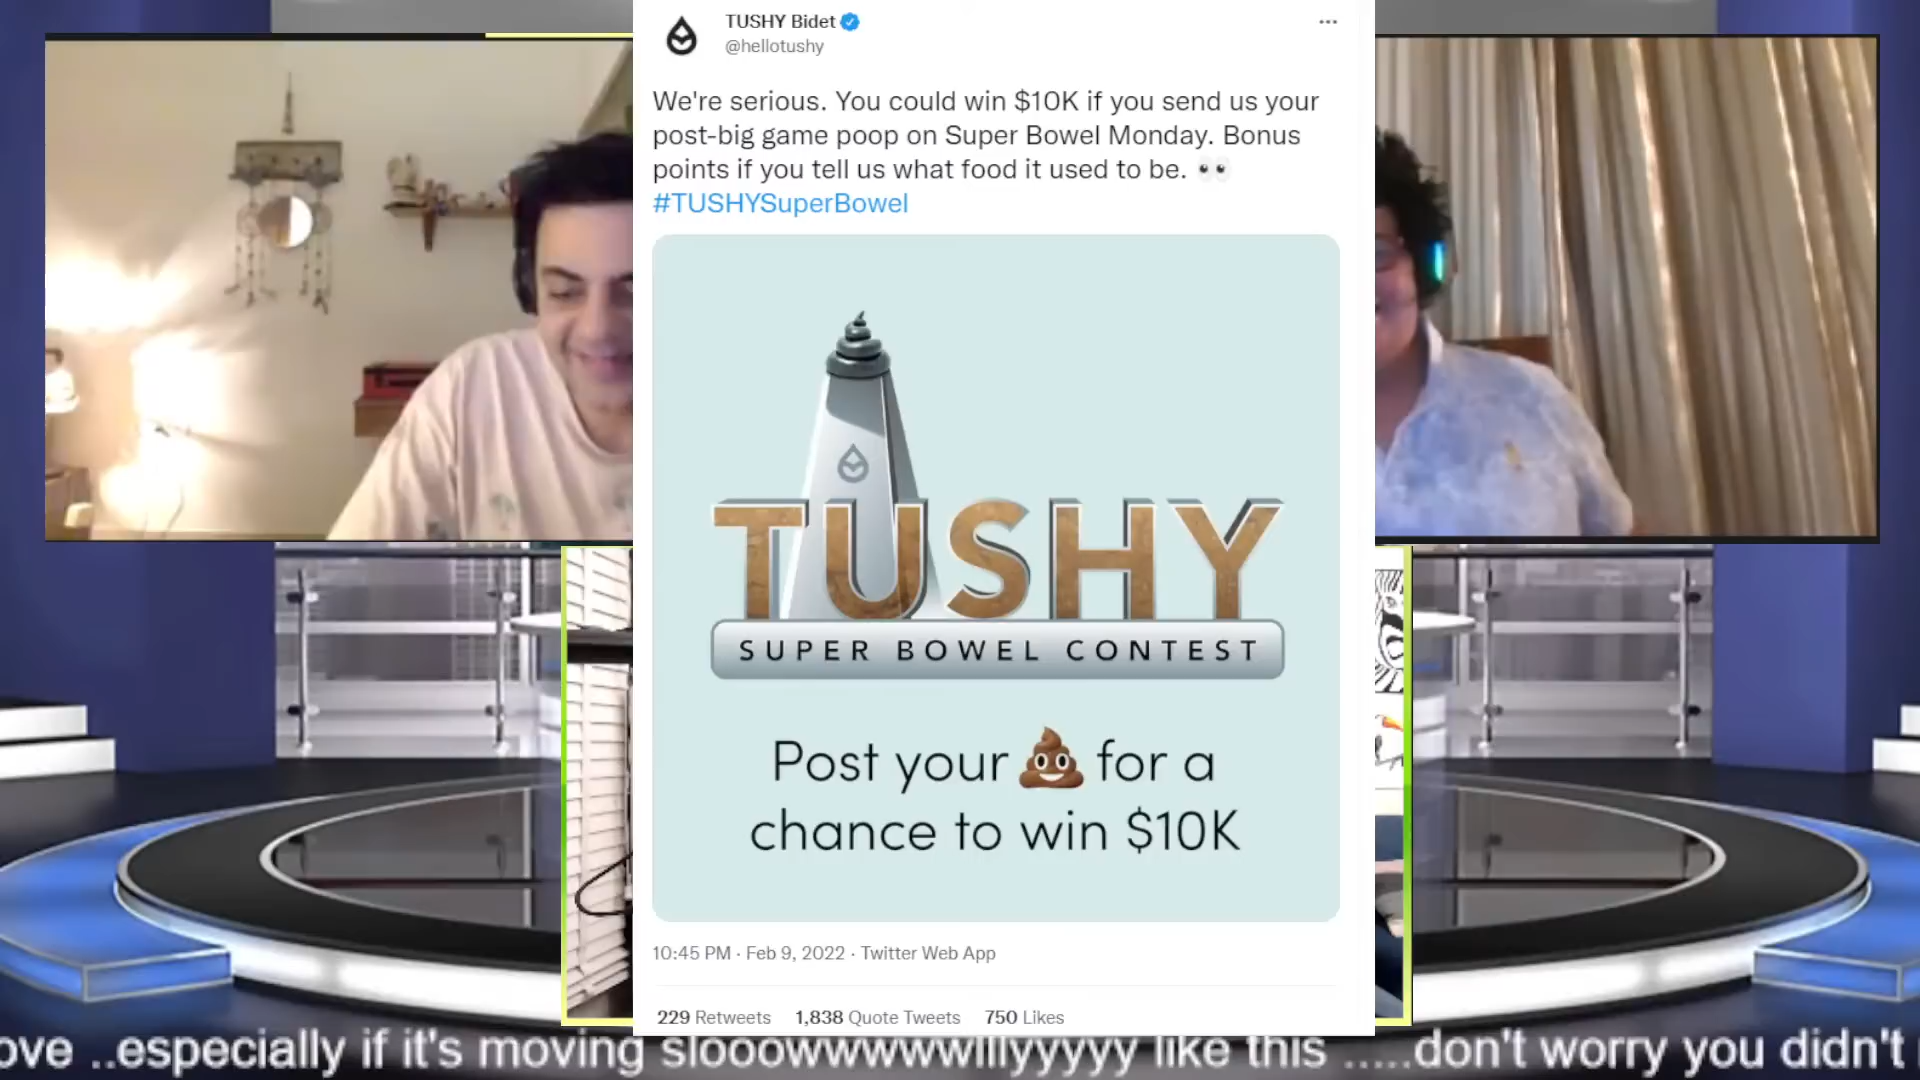 TUSHY Bidet
@hellotushy
We're serious. You could win $10K if you send us your
post-big game poop on Super Bowel Monday. Bonus
points if you tell us what food it used to be. 👀
#TUSHYSuperBowel
TUSHY
SUPER BOWEL CONTEST
Post your 💩 for a
chance to win $10K
10:45 PM · Feb 9, 2022 · Twitter Web App
229 Retweets 1,838 Quote Tweets 750 Likes
..especially if it's moving slooowwwwwwlllyyyyy like this .....don't worry you didn't